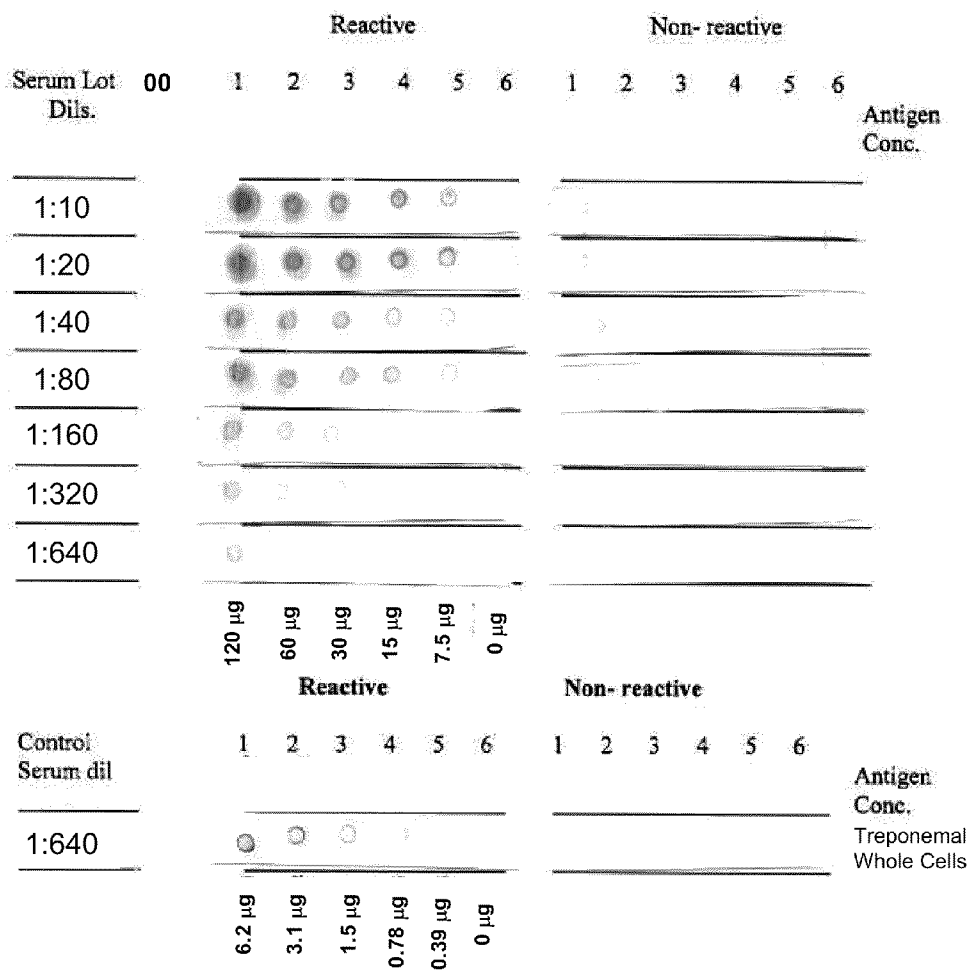 Reactive Non- reactive
Serum Lot 00 1 2 3 4 5 6 1 2 3 4 5 6
Dils.
Antigen
Conc.
1:10
1:20
1:40
1:80
1:160
1:320
1:640
120 µg 60 µg 30 µg 15 µg 7.5 µg 0 µg
Reactive Non- reactive
Control 1 2 3 4 5 6 1 2 3 4 5 6
Serum dil
Antigen
Conc.
1:640 Treponemal
Whole Cells
6.2 µg 3.1 µg 1.5 µg 0.78 µg 0.39 µg 0 µg